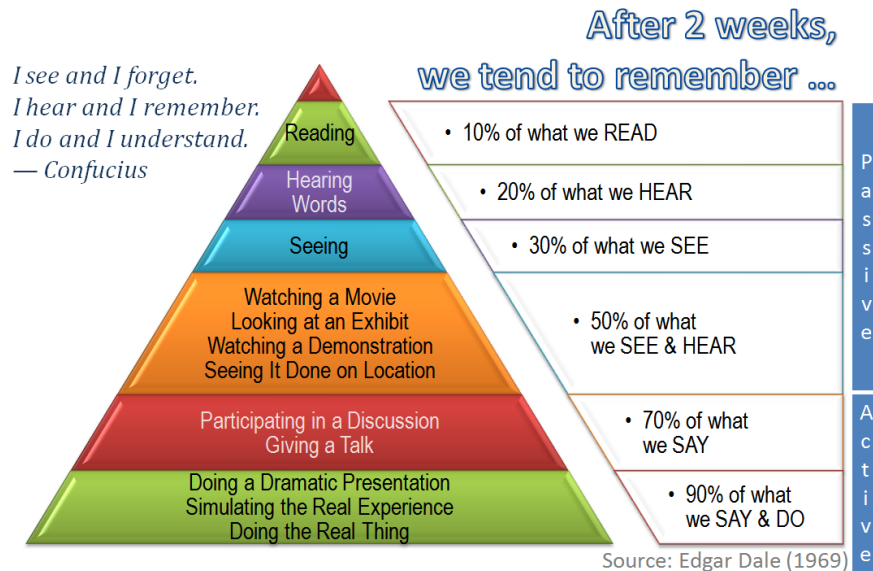 After 2 weeks,
we tend to remember ...
I see and I forget.
I hear and I remember.
I do and I understand.
— Confucius
Reading
• 10% of what we READ
Hearing
Words
• 20% of what we HEAR
Seeing
• 30% of what we SEE
Watching a Movie
Looking at an Exhibit
Watching a Demonstration
Seeing It Done on Location
• 50% of what
we SEE & HEAR
Participating in a Discussion
Giving a Talk
• 70% of what
we SAY
Doing a Dramatic Presentation
Simulating the Real Experience
Doing the Real Thing
• 90% of what
we SAY & DO
Passive
Active
Source: Edgar Dale (1969)